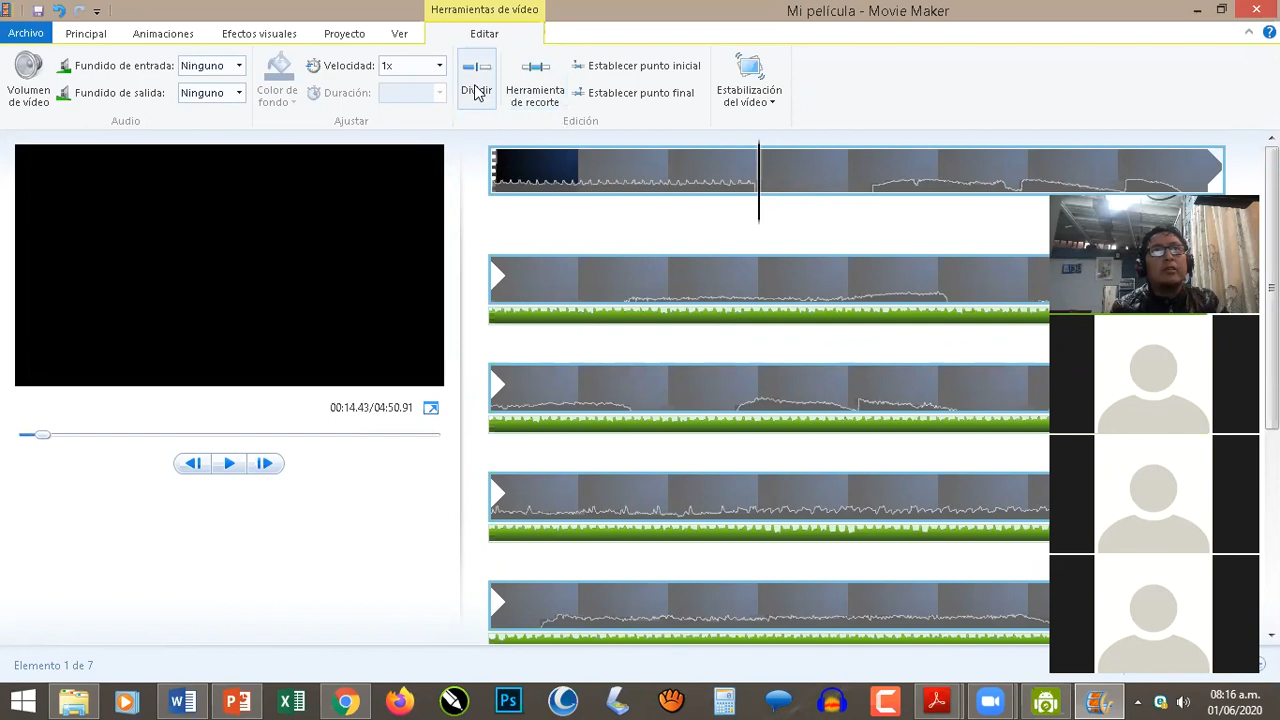 Herramientas de vídeo
Mi película - Movie Maker
Archivo
Principal
Animaciones
Efectos visuales
Proyecto
Ver
Editar
Volumen de vídeo
Fundido de entrada: Ninguno
Fundido de salida: Ninguno
Audio
Color de fondo
Velocidad: 1x
Duración:
Ajustar
Dividir
Herramienta de recorte
Establecer punto inicial
Establecer punto final
Edición
Estabilización del vídeo
00:14.43/04:50.91
Elemento 1 de 7
Ps
08:16 a.m.
01/06/2020